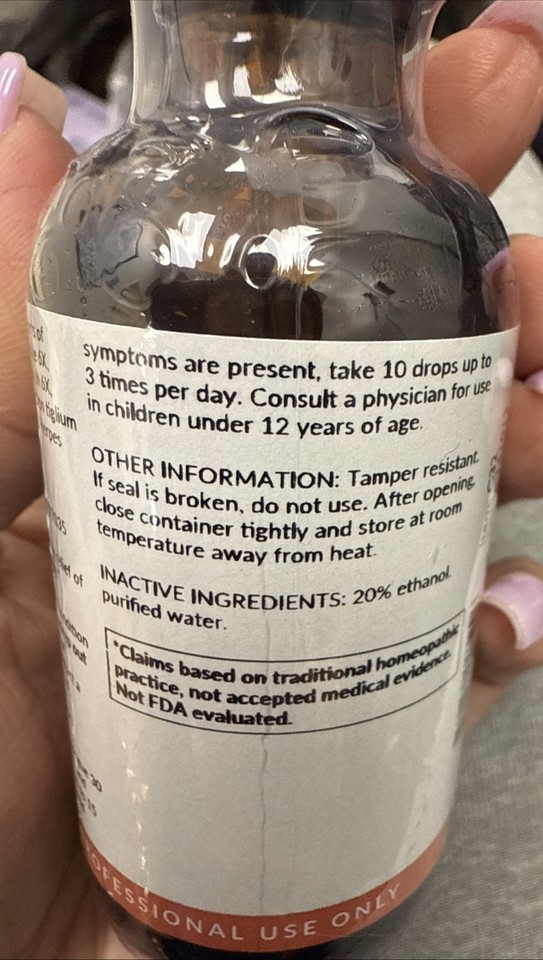 symptoms are present, take 10 drops up to
3 times per day. Consult a physician for use
in children under 12 years of age.
OTHER INFORMATION: Tamper resistant.
If seal is broken, do not use. After opening,
close container tightly and store at room
temperature away from heat.
INACTIVE INGREDIENTS: 20% ethanol,
purified water.
*Claims based on traditional homeopathic
practice, not accepted medical evidence.
Not FDA evaluated.
USE ONLY